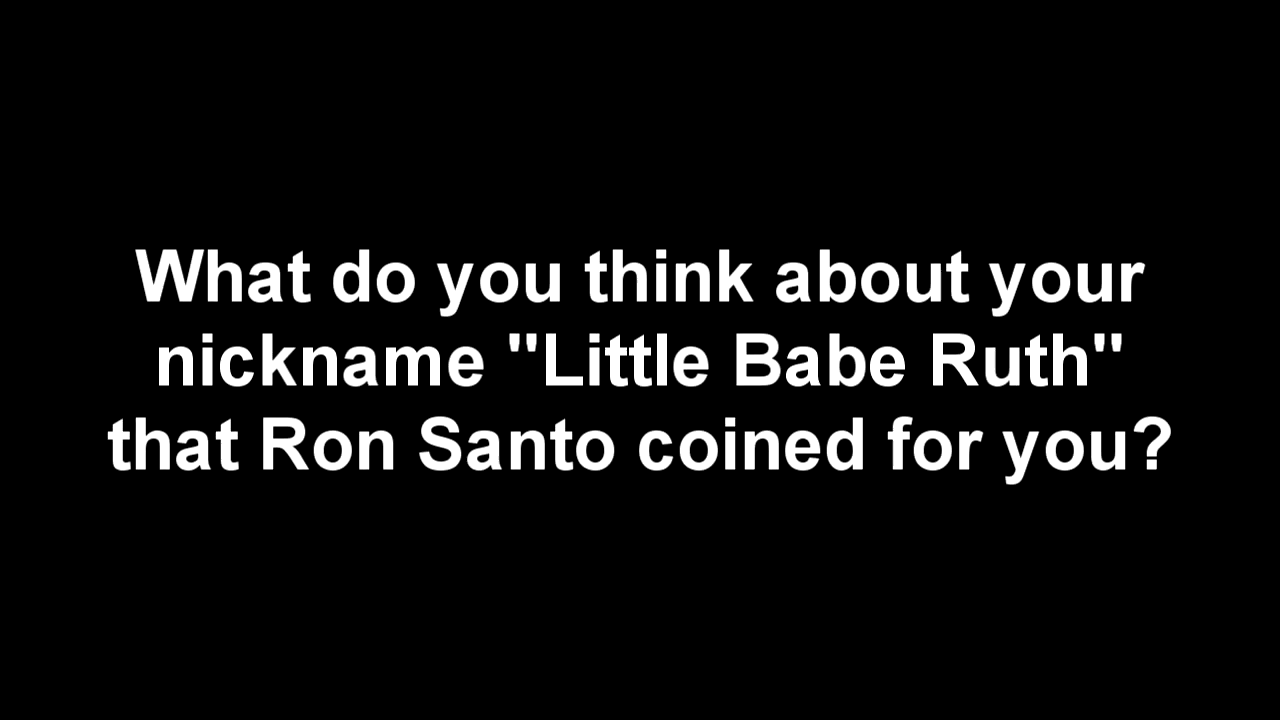 What do you think about your
nickname "Little Babe Ruth"
that Ron Santo coined for you?